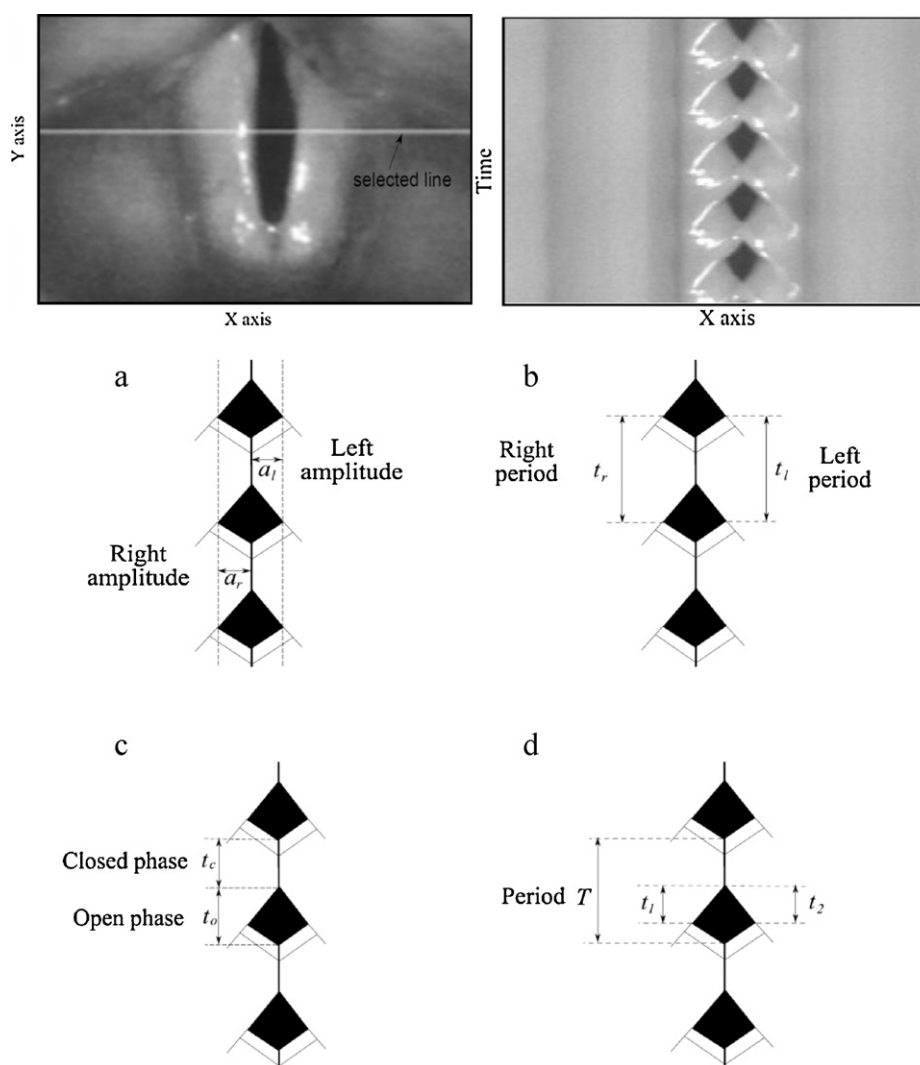 Y axis
selected line
X axis
Time
X axis
a
a_l
Left
amplitude
Right
amplitude
a_r
b
Right
period
t_r
t_l
Left
period
c
Closed phase t_c
Open phase t_o
d
Period T
t_1
t_2